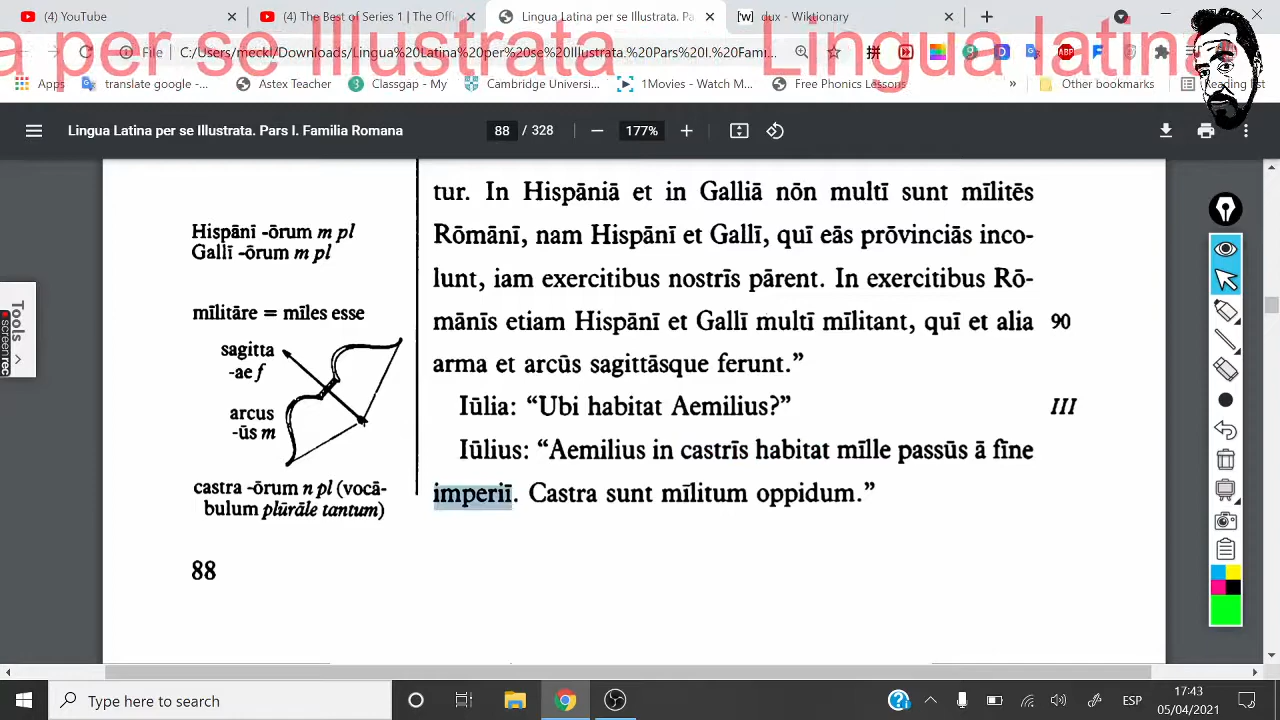 (4) YouTube
(4) The Best of Series 1 | The Offi
Lingua Latina per se Illustrata. P
dux - Wiktionary
a per se Illustrata. Lingua latina
File
C:/Users/meckl/Downloads/Lingua%20Latina%20per%20se%20Illustrata.%20Pars%20I.%20Fami...
Apps
translate google -...
Astex Teacher
Classgap - My
Cambridge Universi...
1Movies - Watch M...
Free Phonics Lessons
»
Other bookmarks
Reading list
Lingua Latina per se Illustrata. Pars I. Familia Romana
88 / 328
177%
tur. In Hispāniā et in Galliā nōn multī sunt mīlitēs
Rōmānī, nam Hispānī et Gallī, quī eās prōvinciās inco-
lunt, iam exercitibus nostrīs pārent. In exercitibus Rō-
mānīs etiam Hispānī et Gallī multī mīlitant, quī et alia 90
arma et arcūs sagittāsque ferunt.”
Iūlia: “Ubi habitat Aemilius?” III
Iūlius: “Aemilius in castrīs habitat mīlle passūs ā fīne
imperiī. Castra sunt mīlitum oppidum.”
Hispānī -ōrum m pl
Gallī -ōrum m pl
mīlitāre = mīles esse
sagitta
-ae f
arcus
-ūs m
castra -ōrum n pl (vocā-
bulum plūrāle tantum)
88
Tools
screenrec
Type here to search
ESP
17:43
05/04/2021